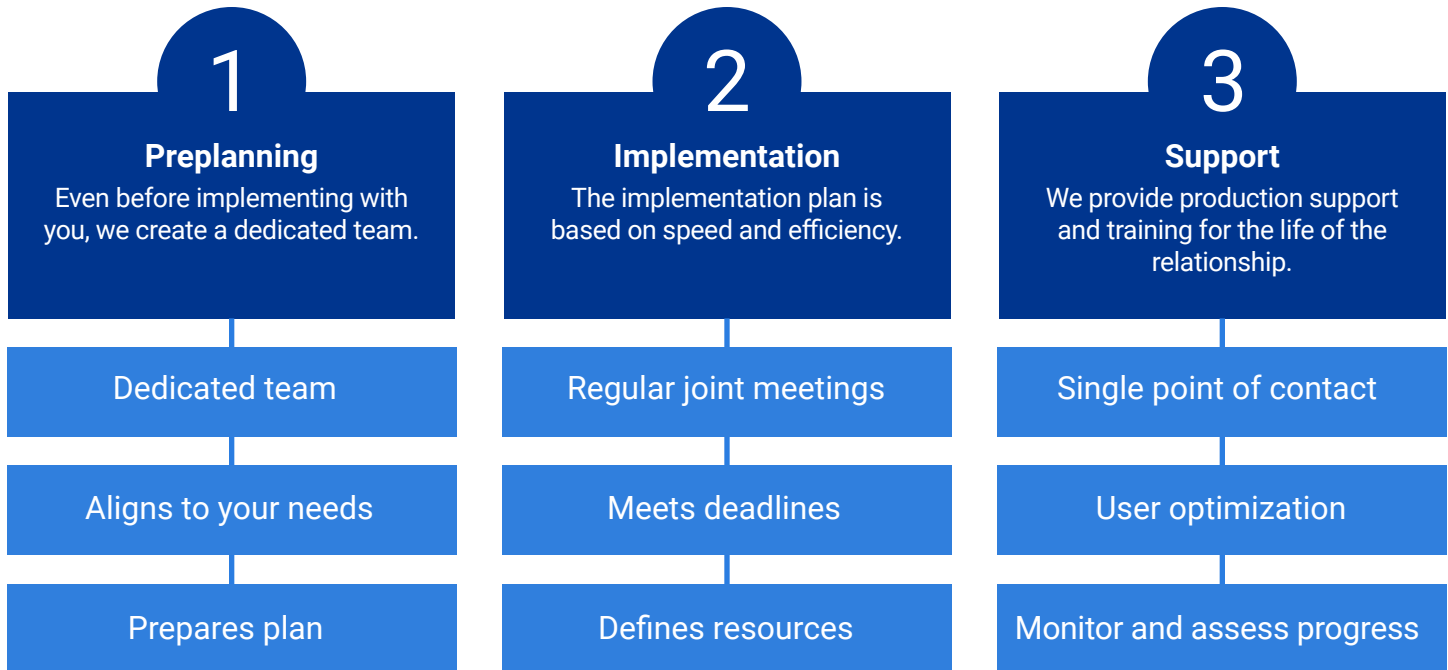 1
Preplanning
Even before implementing with
you, we create a dedicated team.
Dedicated team
Aligns to your needs
Prepares plan
2
Implementation
The implementation plan is
based on speed and efficiency.
Regular joint meetings
Meets deadlines
Defines resources
3
Support
We provide production support
and training for the life of the
relationship.
Single point of contact
User optimization
Monitor and assess progress